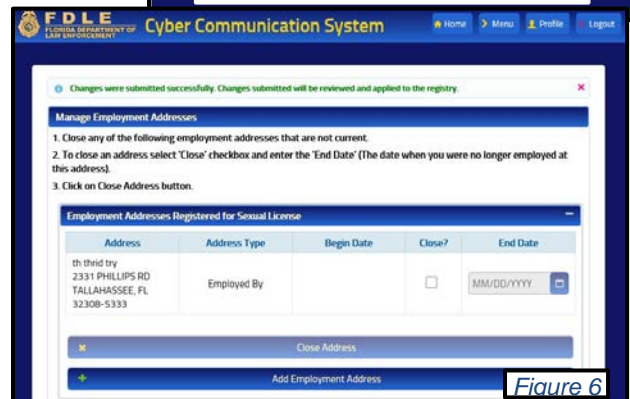 FDLE
FLORIDA DEPARTMENT OF
LAW ENFORCEMENT
Cyber Communication System
Home
Menu
Profile
Logout
Changes were submitted successfully. Changes submitted will be reviewed and applied to the registry.
Manage Employment Addresses
1. Close any of the following employment addresses that are not current.
2. To close an address select 'Close' checkbox and enter the 'End Date' (The date when you were no longer employed at
this address).
3. Click on Close Address button.
Employment Addresses Registered for Sexual License
Address Address Type Begin Date Close? End Date
th thrid try
2331 PHILLIPS RD
TALLAHASSEE, FL
32308-5333
Employed By
MM/DD/YYYY
Close Address
Add Employment Address
Figure 6